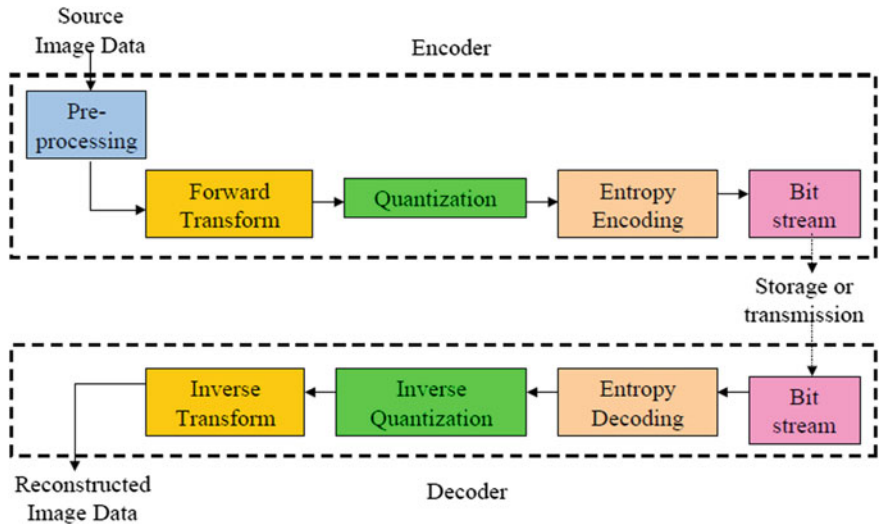 Source
Image Data
Encoder
Pre-
processing
Forward
Transform
Quantization
Entropy
Encoding
Bit
stream
Storage or
transmission
Inverse
Transform
Inverse
Quantization
Entropy
Decoding
Bit
stream
Reconstructed
Image Data
Decoder